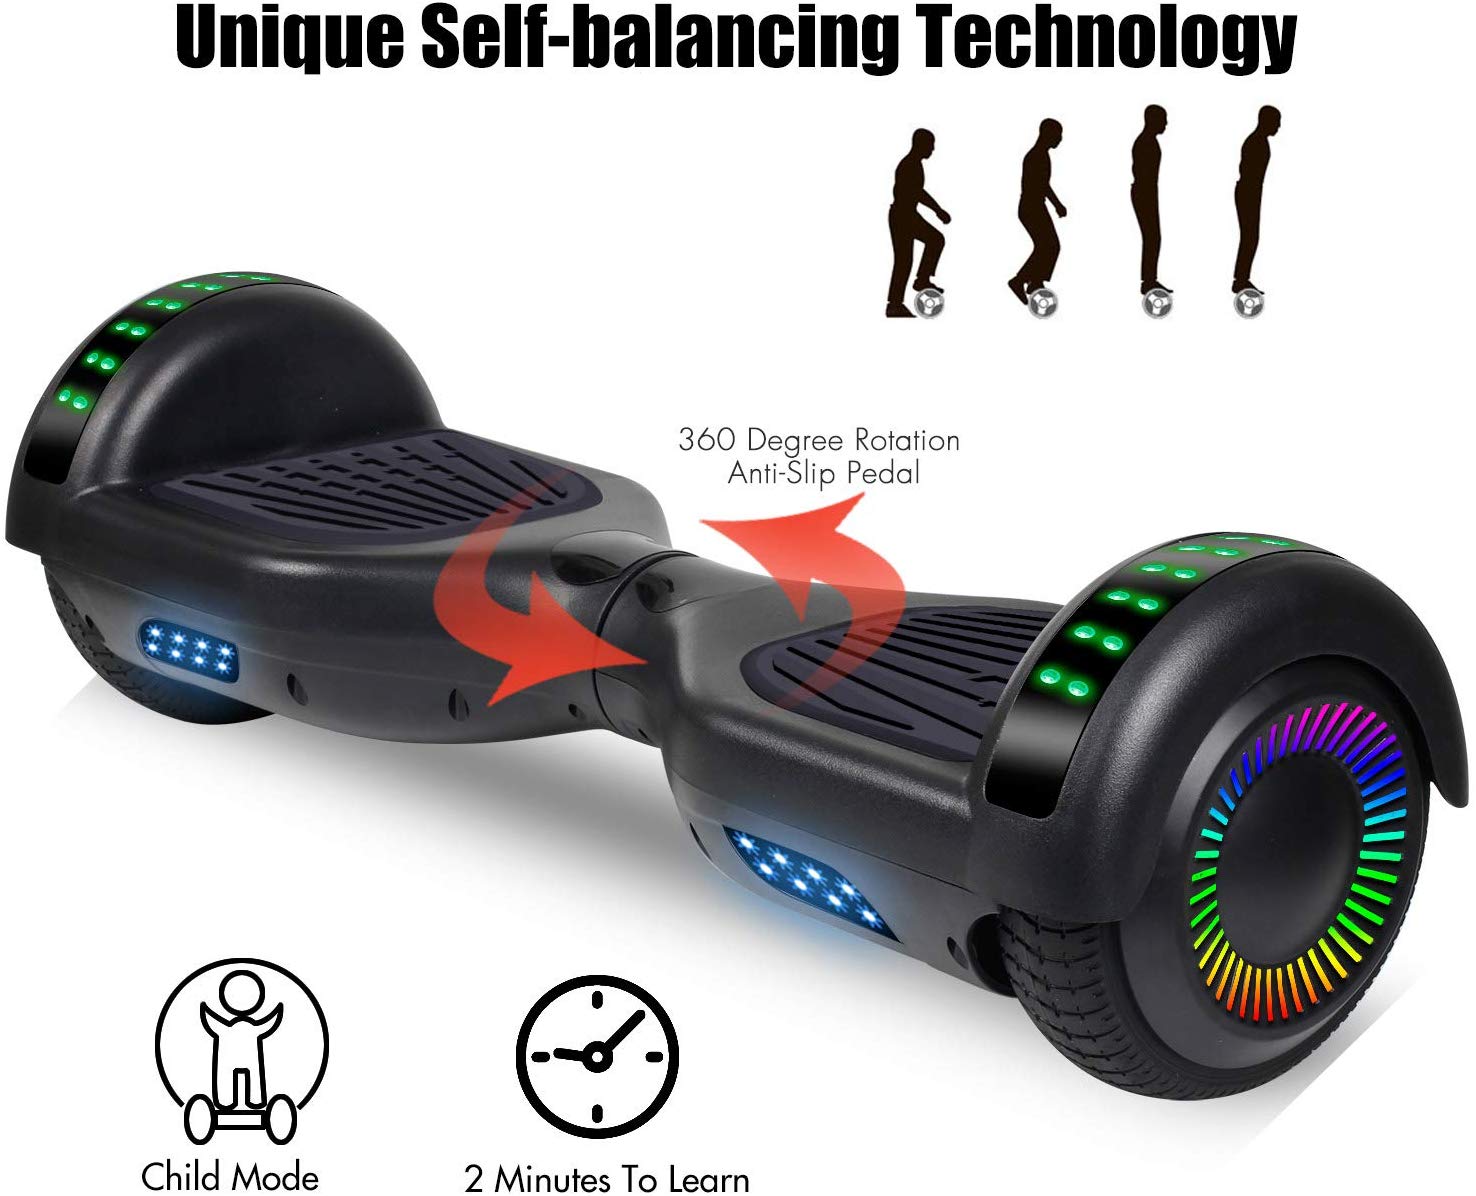 Unique Self-balancing Technology
360 Degree Rotation
Anti-Slip Pedal
Child Mode
2 Minutes To Learn